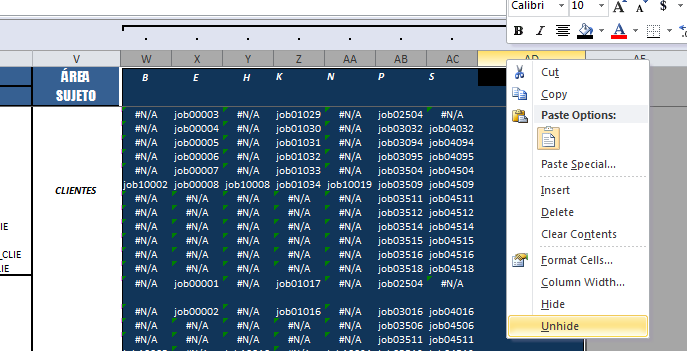 Calibri 10 A A $
B I A
V W X Y Z AA AB AC AD AE
ÁREA SUJETO B E H K N P S
#N/A job00003 #N/A job01029 #N/A job02504 #N/A
#N/A job00004 #N/A job01030 #N/A job03032 job04032
#N/A job00005 #N/A job01031 #N/A job03094 job04094
#N/A job00006 #N/A job01032 #N/A job03095 job04095
#N/A job00007 #N/A job01033 #N/A job03504 job04504
CLIENTES job10002 job00008 job10008 job01034 job10019 job03509 job04509
#N/A #N/A #N/A #N/A #N/A job03511 job04511
#N/A #N/A #N/A #N/A #N/A job03512 job04512
IE #N/A #N/A #N/A #N/A #N/A job03514 job04514
#N/A #N/A #N/A #N/A #N/A job03515 job04515
_CLIE #N/A #N/A #N/A #N/A #N/A job03516 job04516
LIE #N/A #N/A #N/A #N/A #N/A job03518 job04518
#N/A job00001 #N/A job01017 #N/A job02504 #N/A
#N/A job00002 #N/A job01016 #N/A job03016 job04016
#N/A #N/A #N/A #N/A #N/A job03506 job04506
#N/A #N/A #N/A #N/A #N/A job03511 job04511
Cut
Copy
Paste Options:
Paste Special...
Insert
Delete
Clear Contents
Format Cells...
Column Width...
Hide
Unhide